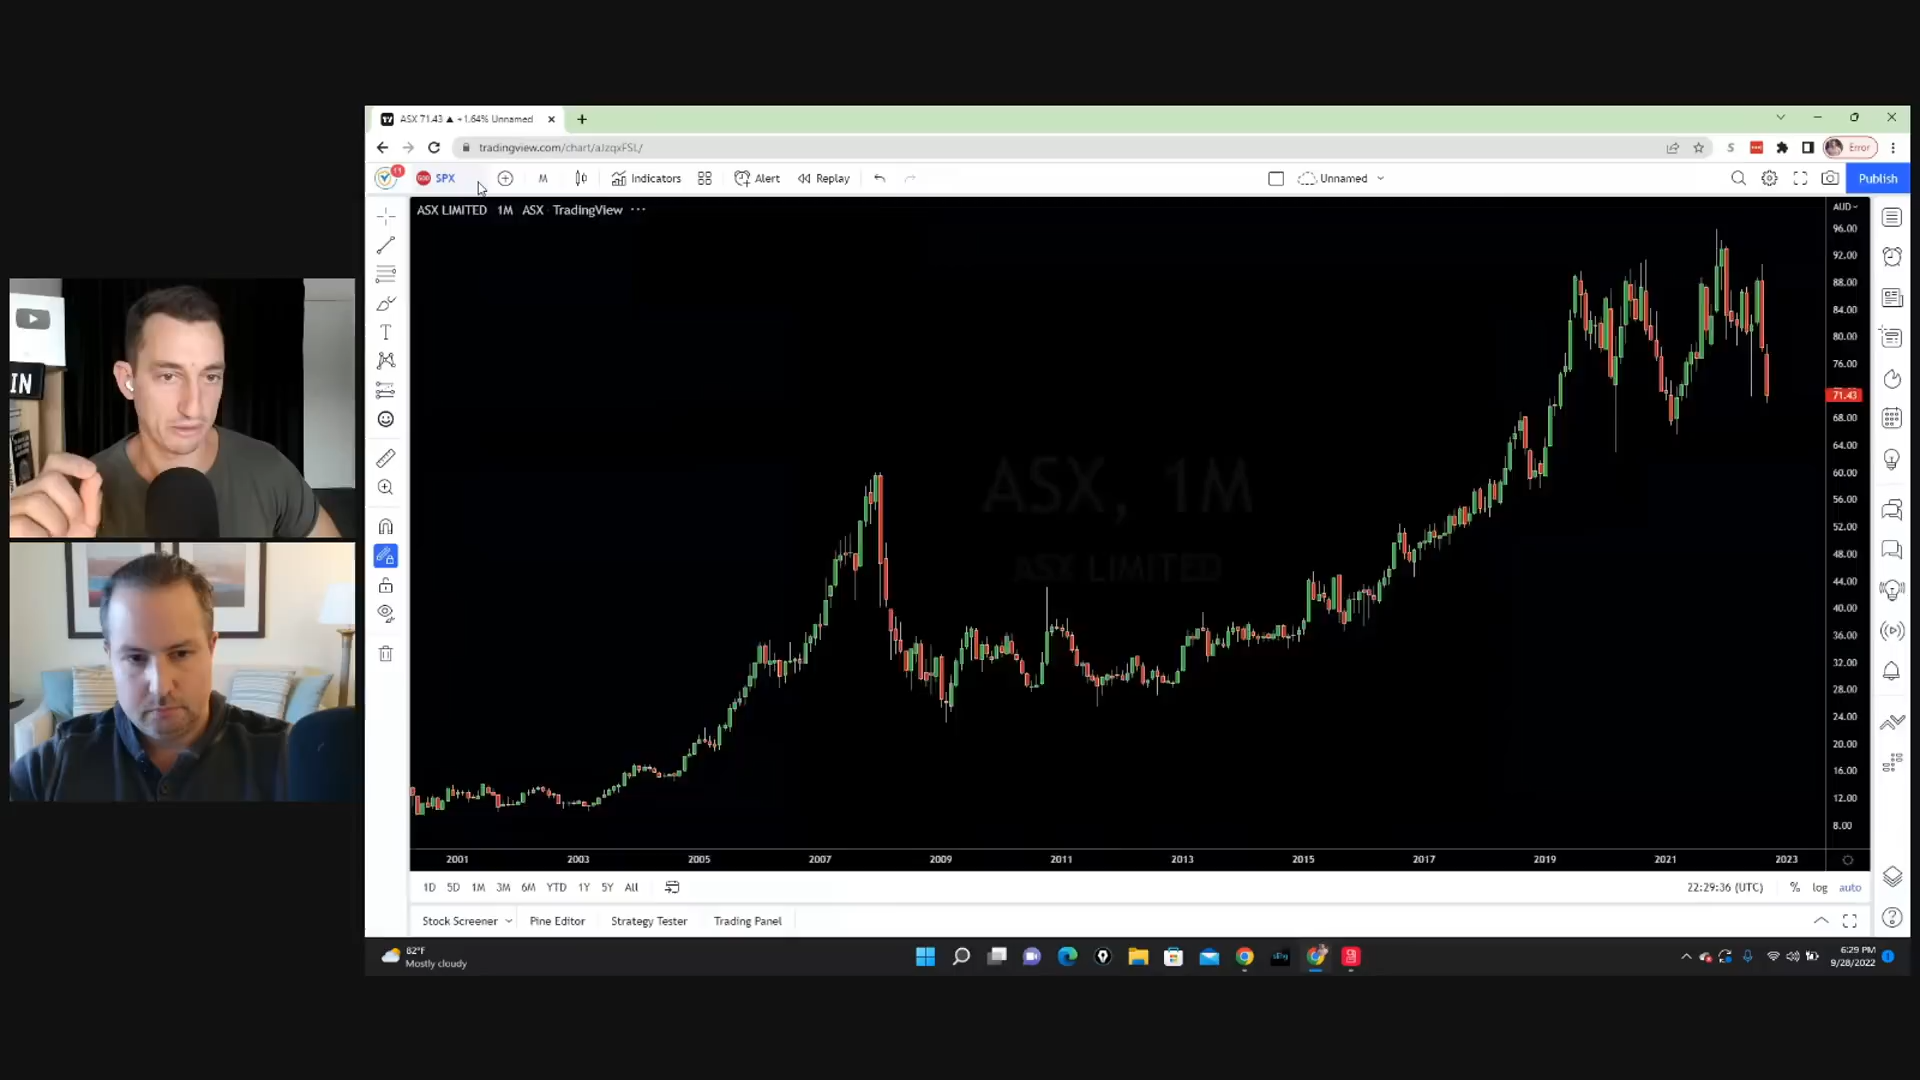 ASX 71.43 ▲ +1.64% Unnamed
tradingview.com/chart/aJzqxFSL/
Error
11
SPX
M
Indicators
Alert
Replay
Unnamed
Publish
ASX LIMITED 1M ASX TradingView ···
AUD
96.00
92.00
88.00
84.00
80.00
76.00
71.43
68.00
64.00
60.00
56.00
52.00
48.00
44.00
40.00
36.00
32.00
28.00
24.00
20.00
16.00
12.00
8.00
ASX, 1M
ASX LIMITED
IN
2001 2003 2005 2007 2009 2011 2013 2015 2017 2019 2021 2023
1D 5D 1M 3M 6M YTD 1Y 5Y All
22:29:36 (UTC) % log auto
Stock Screener Pine Editor Strategy Tester Trading Panel
82°F
Mostly cloudy
6:29 PM
9/28/2022